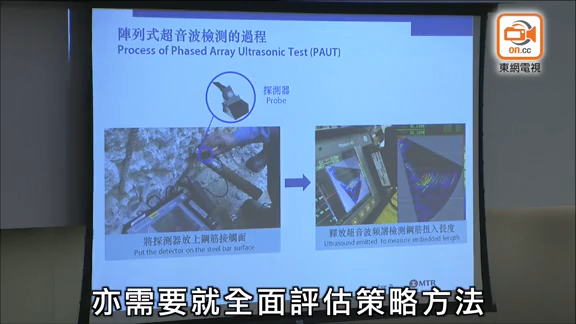 陣列式超音波檢測的過程
Process of Phased Array Ultrasonic Test (PAUT)
on.cc
東網電視
探測器
Probe
將探測器放上鋼筋接觸面
Put the detector on the steel bar surface
釋放超音波頻譜檢測鋼筋扭入長度
Ultrasound emitted to measure embedded length
MTR
亦需要就全面評估策略方法